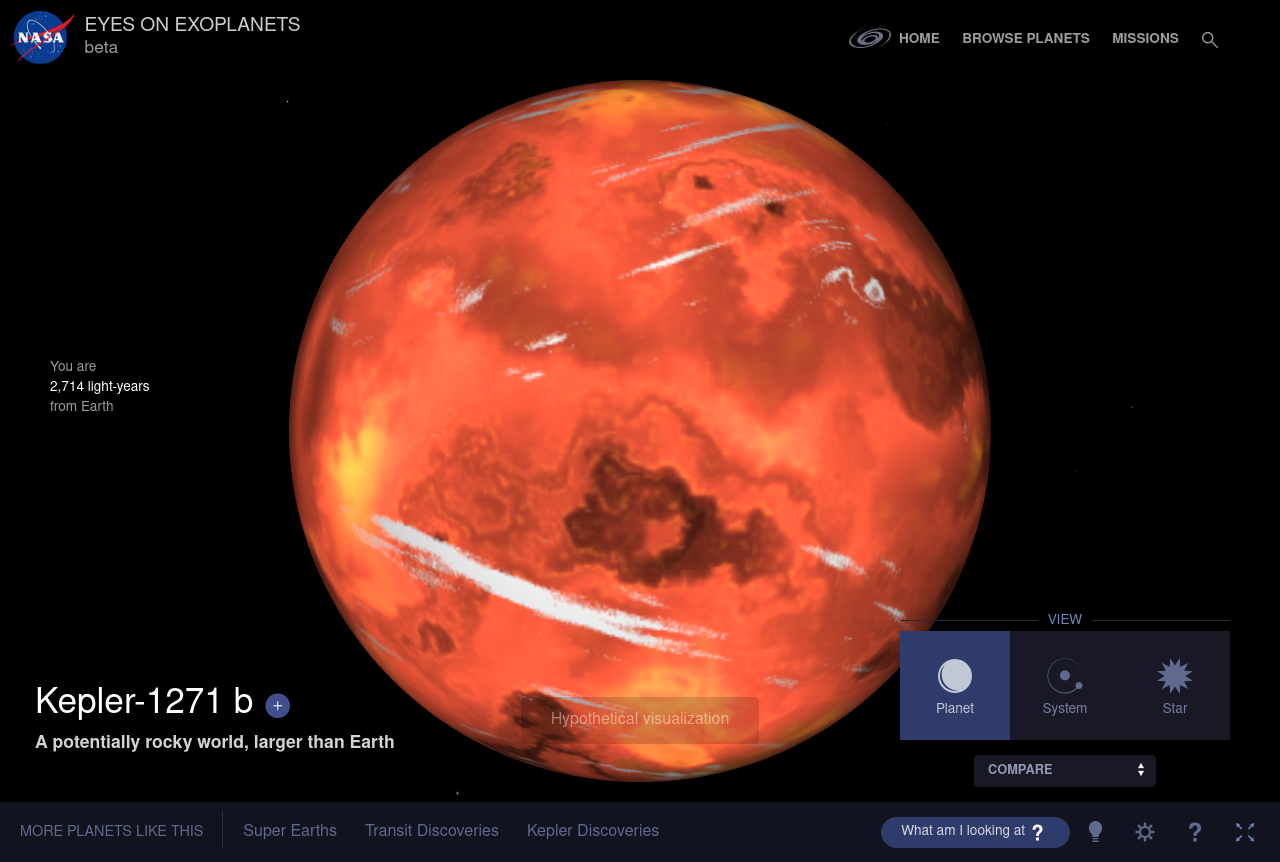 NASA
EYES ON EXOPLANETS
beta
HOME
BROWSE PLANETS
MISSIONS
You are
2,714 light-years
from Earth
VIEW
Planet
System
Star
Kepler-1271 b +
Hypothetical visualization
A potentially rocky world, larger than Earth
COMPARE
MORE PLANETS LIKE THIS
Super Earths
Transit Discoveries
Kepler Discoveries
What am I looking at ?
?